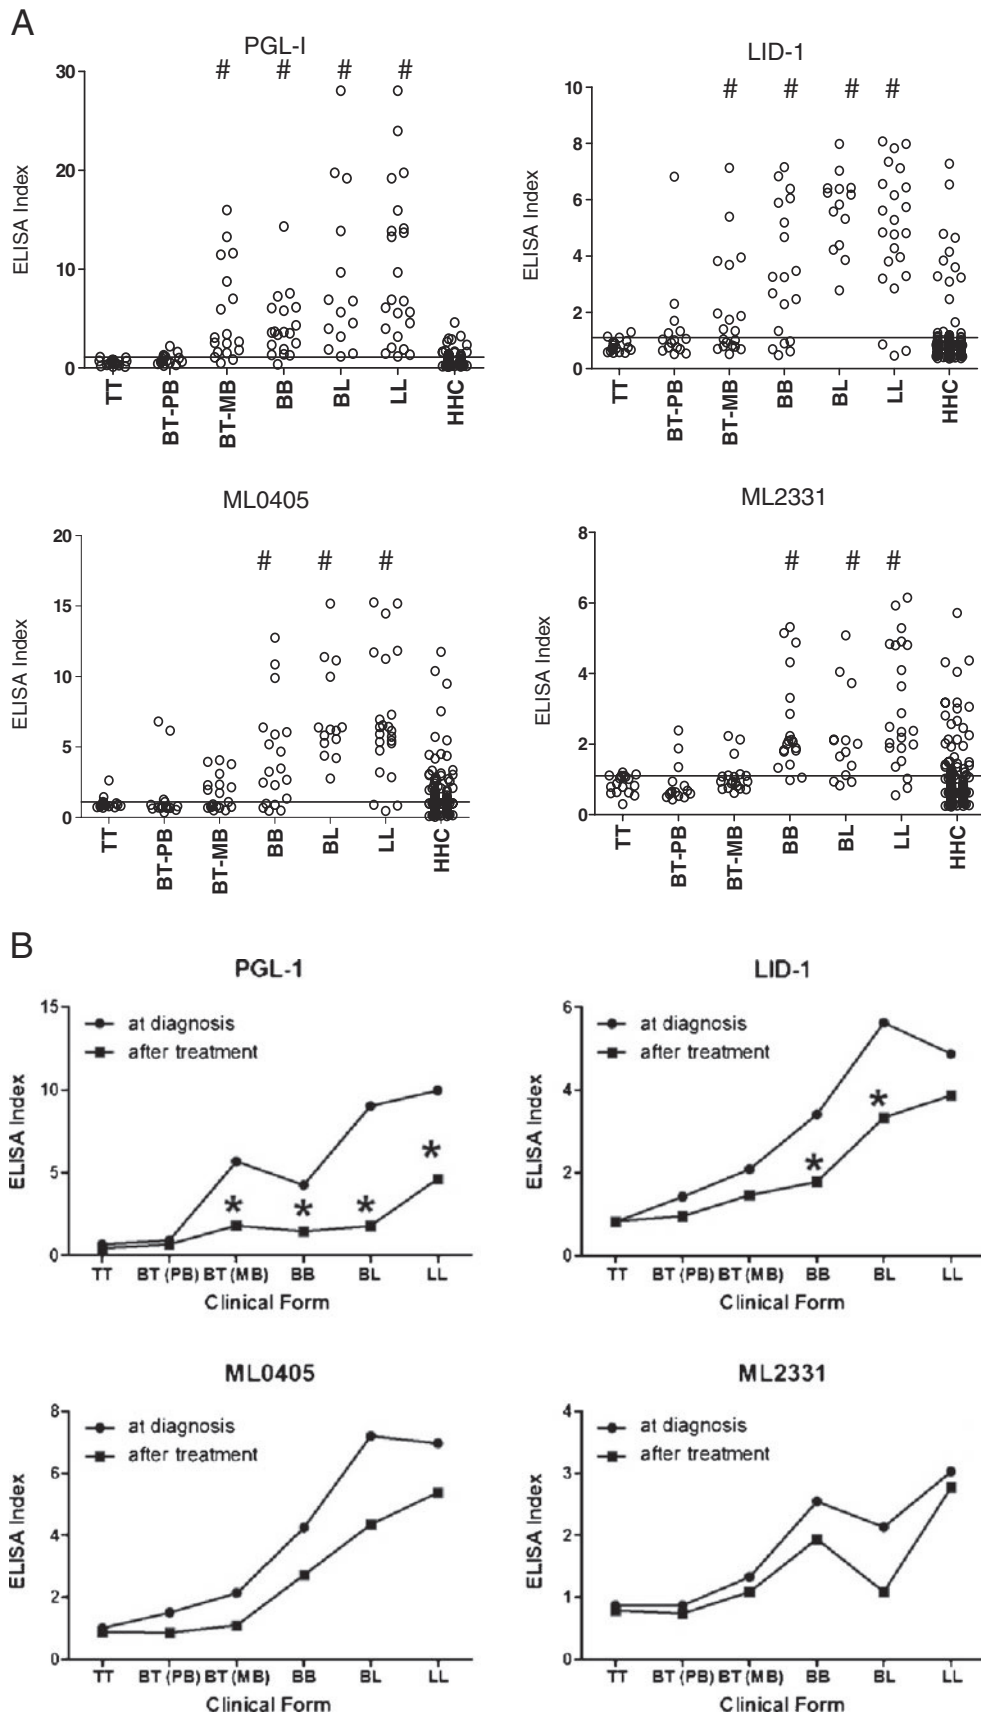 A
PGL-I
# # # #
30
20
10
0
ELISA Index
TT BT-PB BT-MB BB BL LL HHC
LID-1
# # # #
10
8
6
4
2
0
ELISA Index
TT BT-PB BT-MB BB BL LL HHC
ML0405
# # #
20
15
10
5
0
ELISA Index
TT BT-PB BT-MB BB BL LL HHC
ML2331
# # #
8
6
4
2
0
ELISA Index
TT BT-PB BT-MB BB BL LL HHC
B
PGL-1
15
10
5
0
at diagnosis
after treatment
* * * *
ELISA Index
TT BT (PB) BT (MB) BB BL LL
Clinical Form
LID-1
6
4
2
0
at diagnosis
after treatment
* *
ELISA Index
TT BT (PB) BT (MB) BB BL LL
Clinical Form
ML0405
8
6
4
2
0
at diagnosis
after treatment
ELISA Index
TT BT (PB) BT (MB) BB BL LL
Clinical Form
ML2331
4
3
2
1
0
at diagnosis
after treatment
ELISA Index
TT BT (PB) BT (MB) BB BL LL
Clinical Form